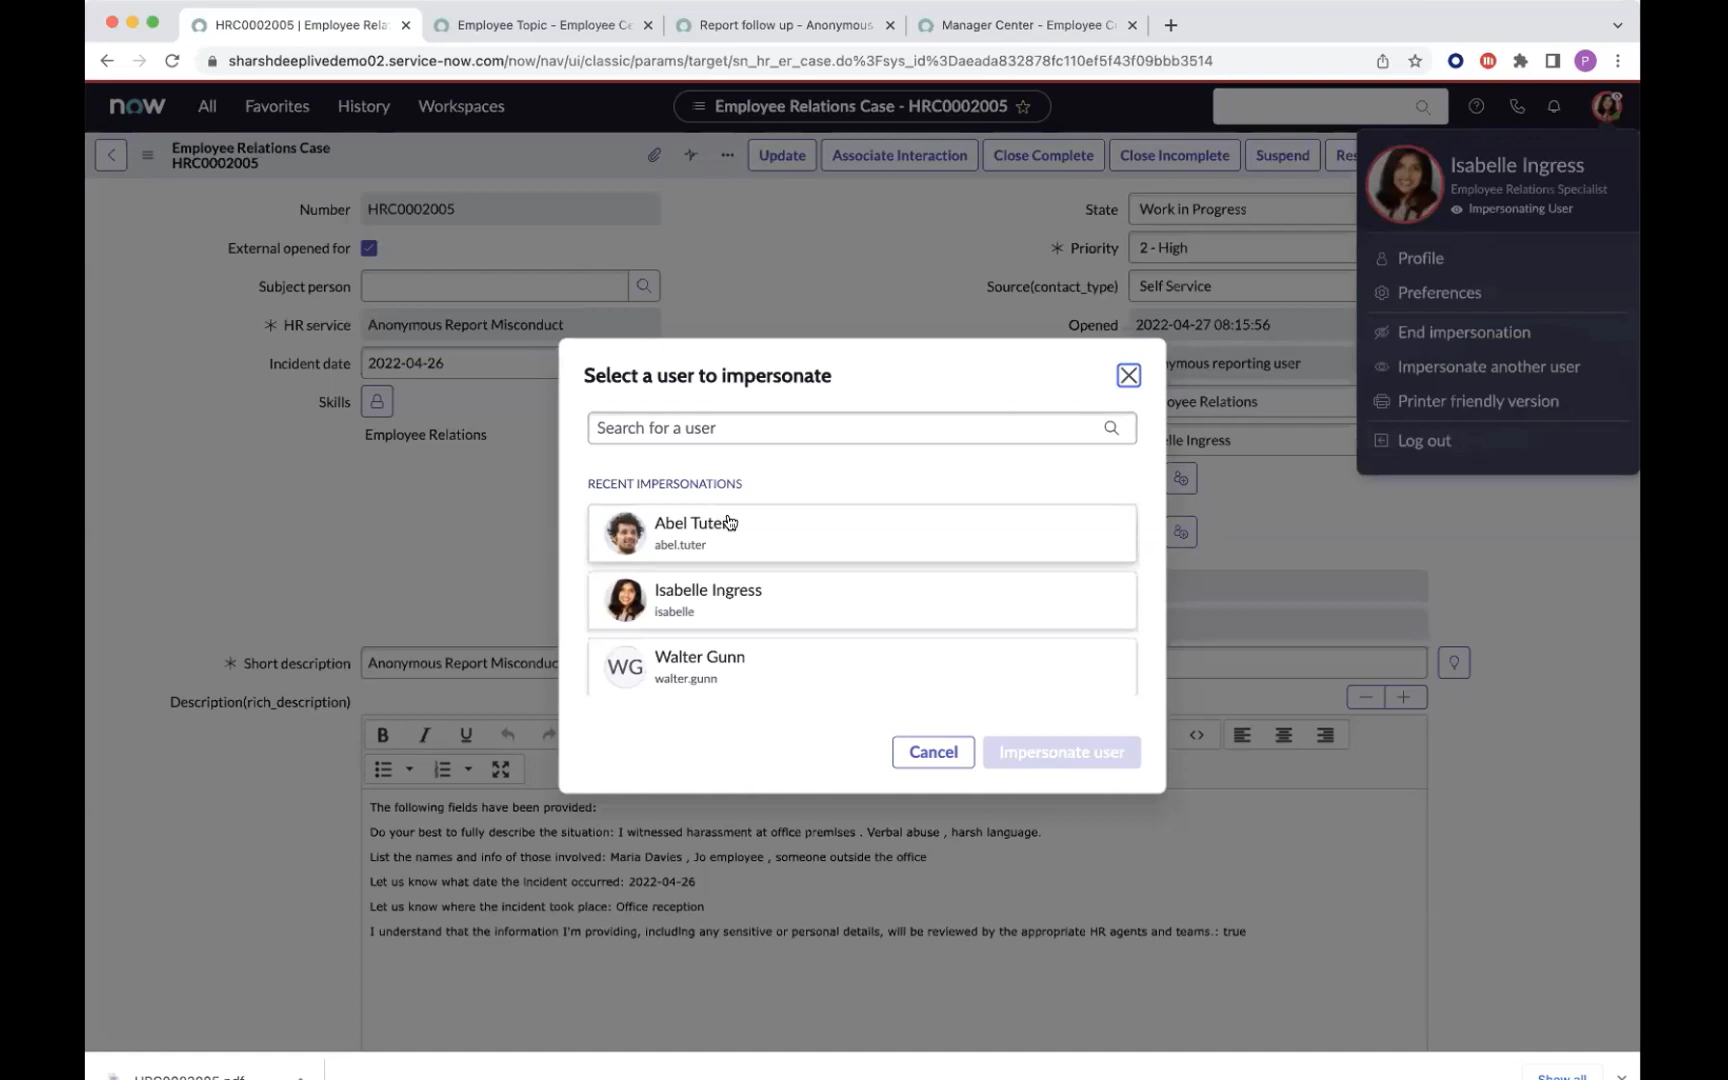 HRC0002005 | Employee Rela
Employee Topic - Employee Ce
Report follow up - Anonymous
Manager Center - Employee C
sharshdeeplivedemo02.service-now.com/now/nav/ui/classic/params/target/sn_hr_er_case.do%3Fsys_id%3Daeada832878fc110ef5f43f09bbb3514
P
now
All
Favorites
History
Workspaces
Employee Relations Case - HRC0002005
Employee Relations Case
HRC0002005
Update
Associate Interaction
Close Complete
Close Incomplete
Suspend
Res
Isabelle Ingress
Employee Relations Specialist
Impersonating User
Profile
Preferences
End impersonation
Impersonate another user
Printer friendly version
Log out
Number HRC0002005
State Work in Progress
External opened for
Priority 2 - High
Subject person
Source(contact_type) Self Service
HR service Anonymous Report Misconduct
Opened 2022-04-27 08:15:56
Incident date 2022-04-26
ymous reporting user
Skills
oyee Relations
Employee Relations
elle Ingress
Select a user to impersonate
Search for a user
RECENT IMPERSONATIONS
Abel Tuter
abel.tuter
Isabelle Ingress
isabelle
WG
Walter Gunn
walter.gunn
Cancel
Impersonate user
Short description Anonymous Report Misconduc
Description(rich_description)
B I U
The following fields have been provided:
Do your best to fully describe the situation: I witnessed harassment at office premises . Verbal abuse , harsh language.
List the names and info of those involved: Maria Davies , Jo employee , someone outside the office
Let us know what date the incident occurred: 2022-04-26
Let us know where the incident took place: Office reception
I understand that the information I'm providing, including any sensitive or personal details, will be reviewed by the appropriate HR agents and teams.: true
HRC0002005.pdf
Show all